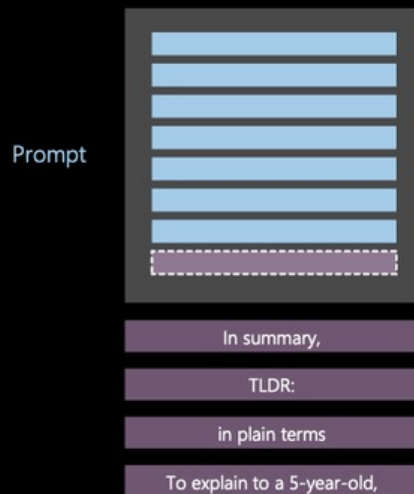 Prompt
In summary,
TLDR:
in plain terms
To explain to a 5-year-old,